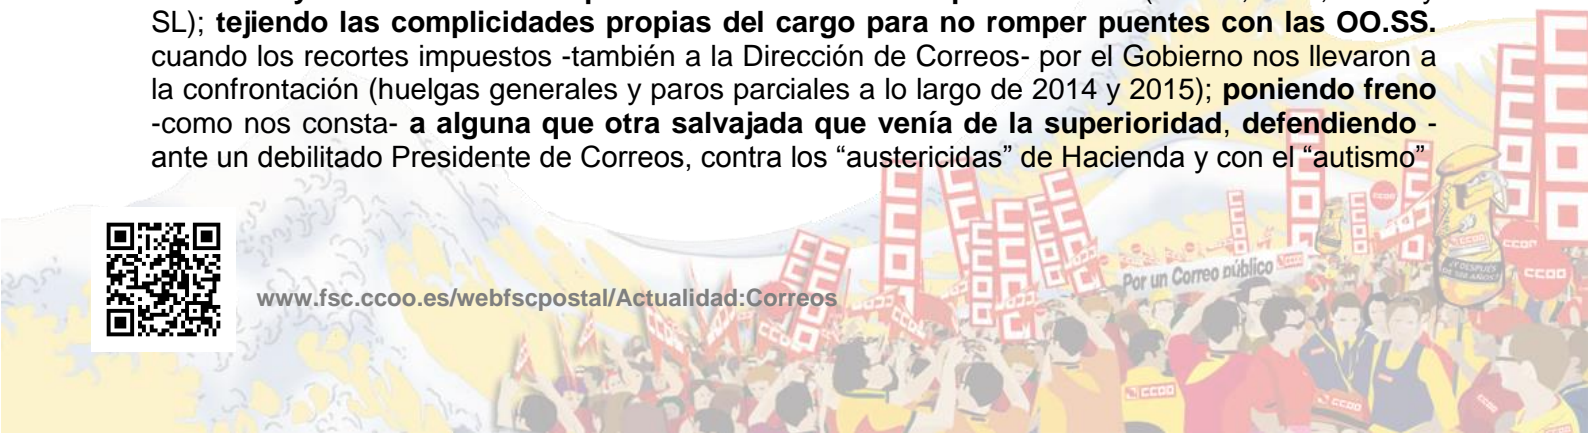 SL); tejiendo las complicidades propias del cargo para no romper puentes con las OO.SS.
cuando los recortes impuestos -también a la Dirección de Correos- por el Gobierno nos llevaron a
la confrontación (huelgas generales y paros parciales a lo largo de 2014 y 2015); poniendo freno
-como nos consta- a alguna que otra salvajada que venía de la superioridad, defendiendo -
ante un debilitado Presidente de Correos, contra los “austericidas” de Hacienda y con el “autismo”
Por un Correo público
www.fsc.ccoo.es/webfscpostal/Actualidad:Correos
CCOO
CCOO
CCOO
CCOO